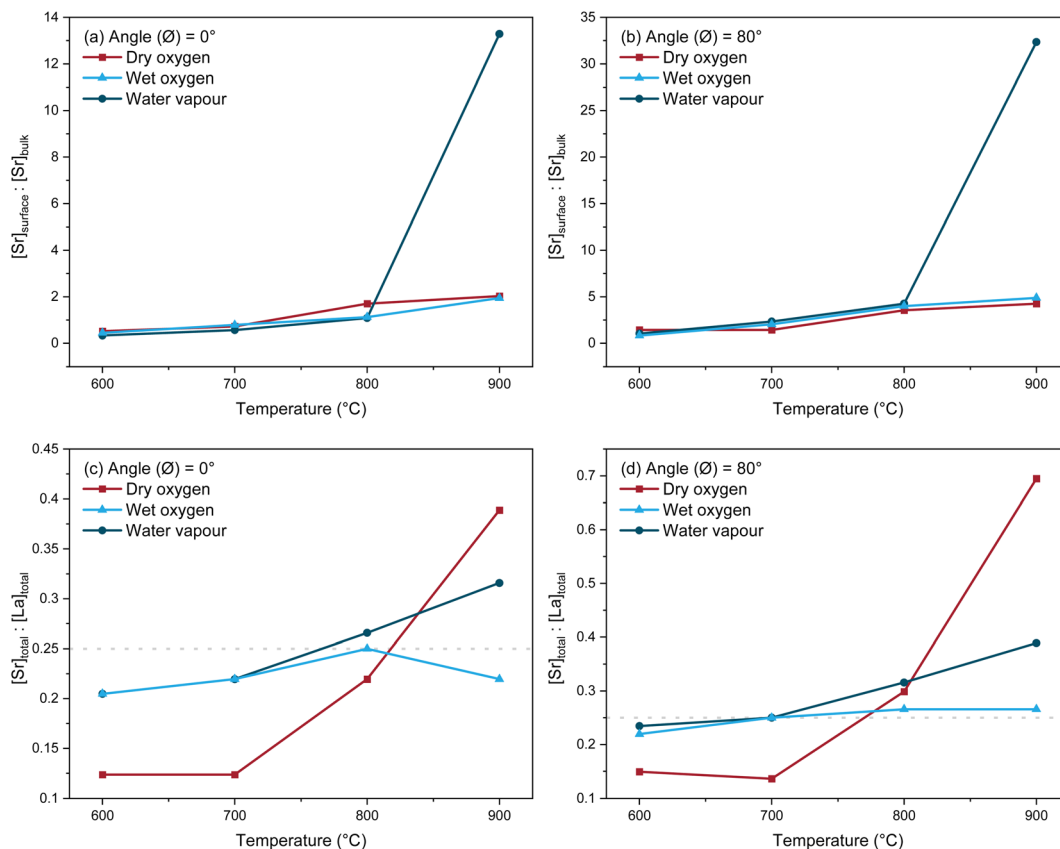 (a) Angle (Ø) = 0°
Dry oxygen
Wet oxygen
Water vapour
14
12
10
8
6
4
2
0
[Sr]surface : [Sr]bulk
600
700
800
900
Temperature (°C)
(b) Angle (Ø) = 80°
Dry oxygen
Wet oxygen
Water vapour
35
30
25
20
15
10
5
0
[Sr]surface : [Sr]bulk
600
700
800
900
Temperature (°C)
(c) Angle (Ø) = 0°
Dry oxygen
Wet oxygen
Water vapour
0.45
0.4
0.35
0.3
0.25
0.2
0.15
0.1
[Sr]total : [La]total
600
700
800
900
Temperature (°C)
(d) Angle (Ø) = 80°
Dry oxygen
Wet oxygen
Water vapour
0.7
0.6
0.5
0.4
0.3
0.2
0.1
[Sr]total : [La]total
600
700
800
900
Temperature (°C)